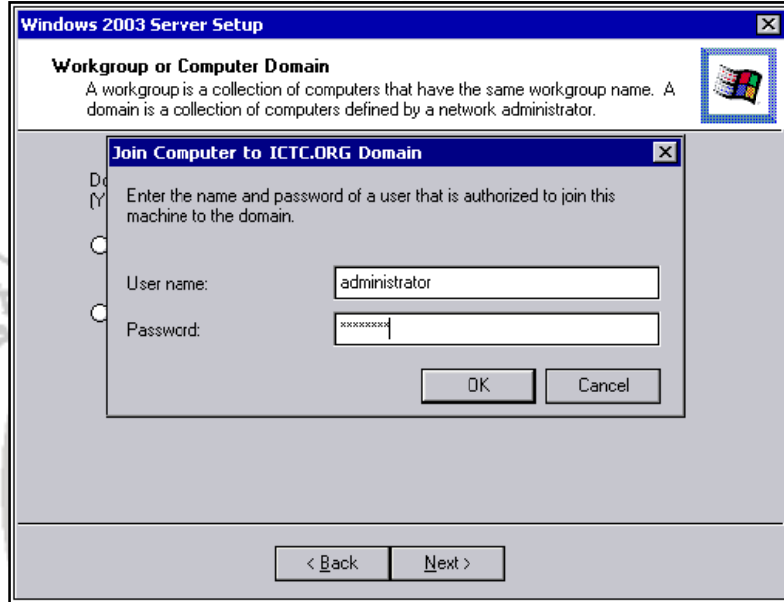 Windows 2003 Server Setup
Workgroup or Computer Domain
A workgroup is a collection of computers that have the same workgroup name. A
domain is a collection of computers defined by a network administrator.
Join Computer to ICTC.ORG Domain
Enter the name and password of a user that is authorized to join this
machine to the domain.
User name: administrator
Password: ********
OK Cancel
< Back Next >